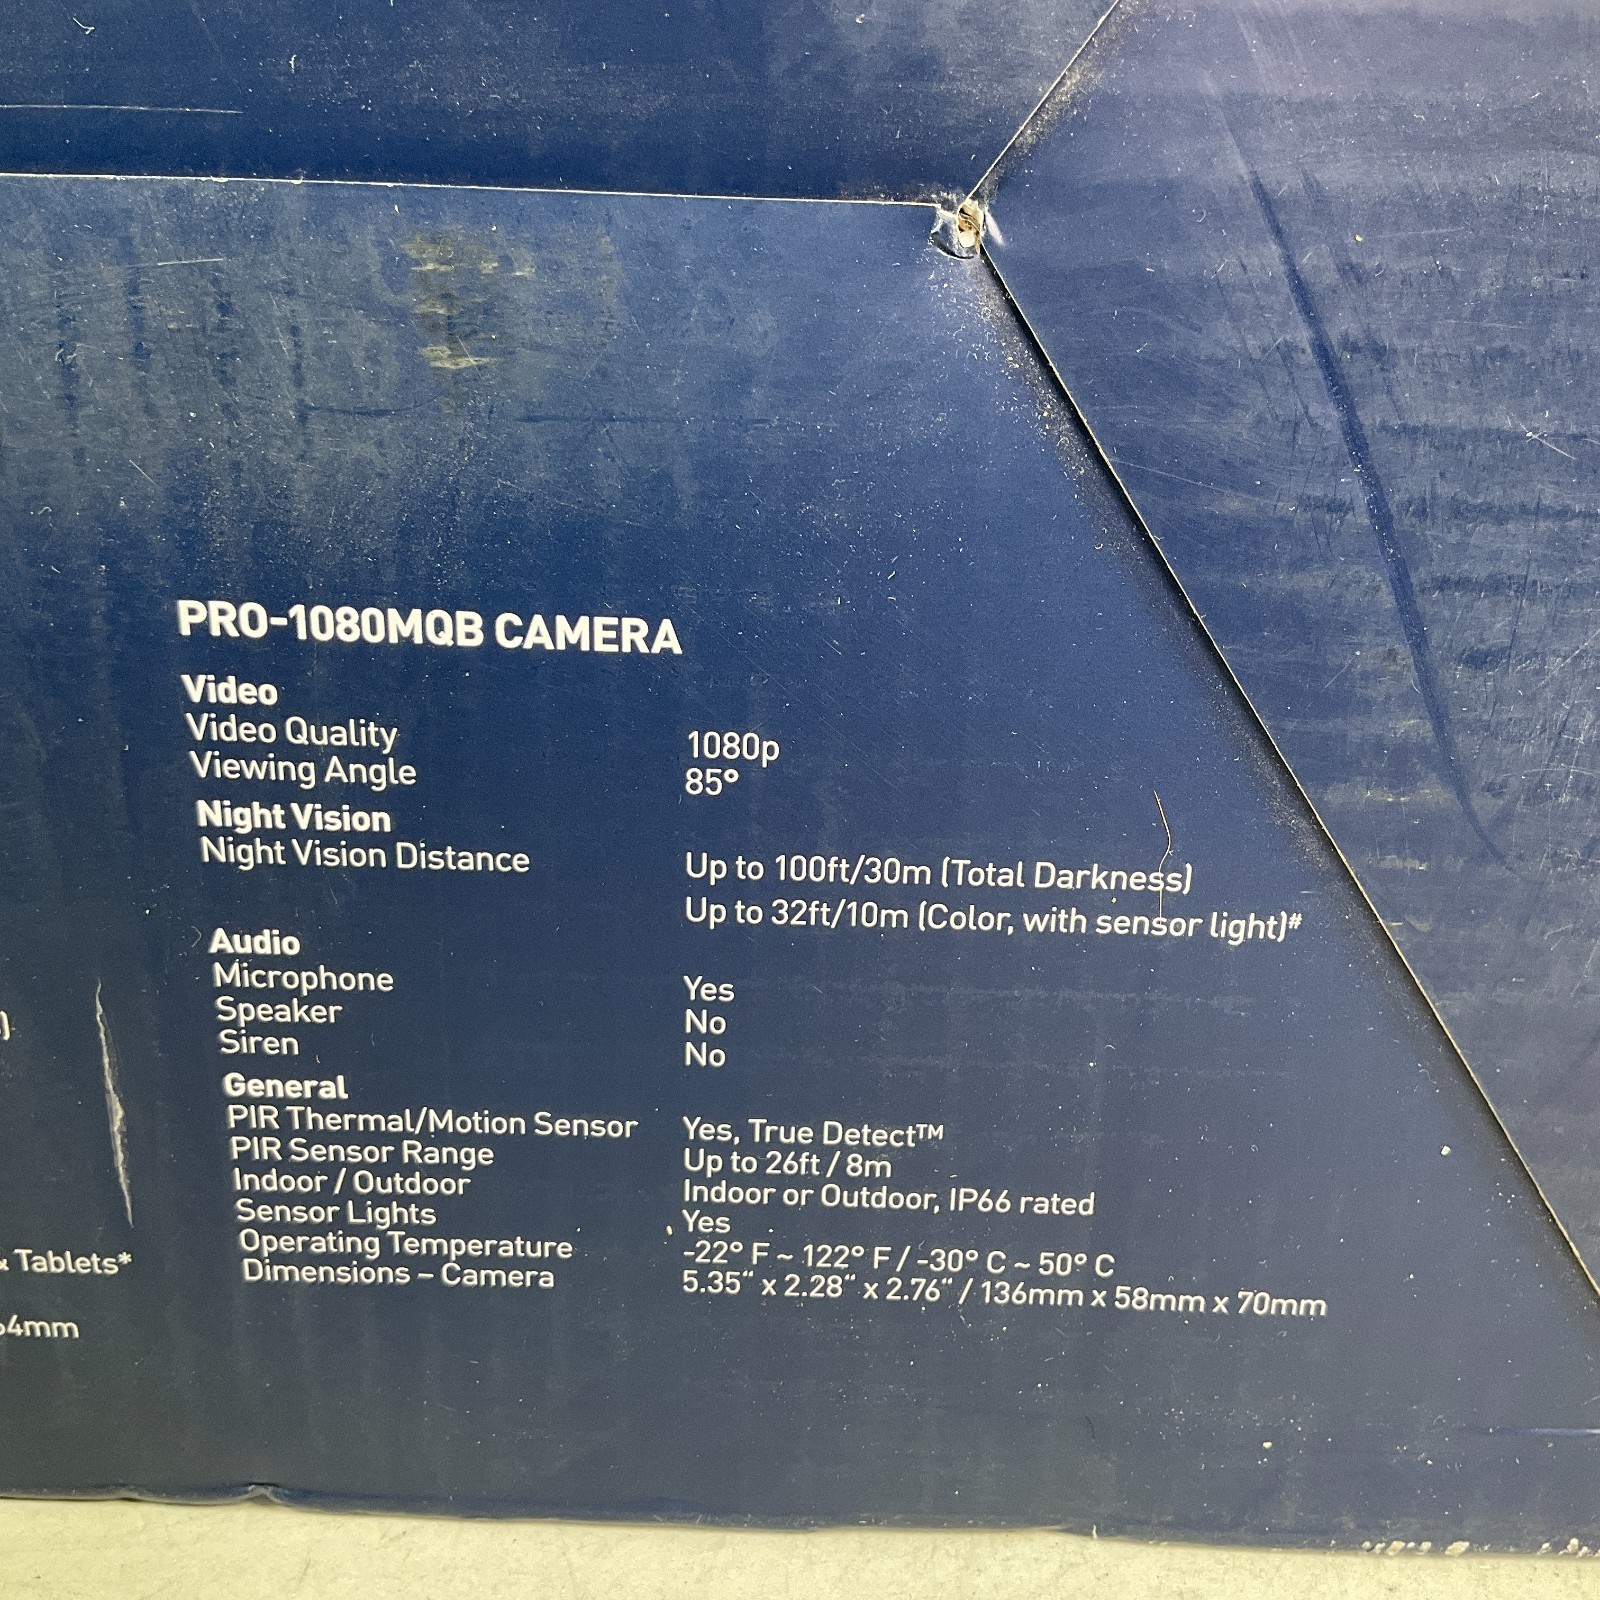 PRO-1080MQB CAMERA
Video
Video Quality 1080p
Viewing Angle 85°
Night Vision
Night Vision Distance Up to 100ft/30m (Total Darkness)
Up to 32ft/10m (Color, with sensor light)#
Audio
Microphone Yes
Speaker No
Siren No
General
PIR Thermal/Motion Sensor Yes, True Detect™
PIR Sensor Range Up to 26ft / 8m
Indoor / Outdoor Indoor or Outdoor, IP66 rated
Sensor Lights Yes
Operating Temperature -22° F ~ 122° F / -30° C ~ 50° C
Dimensions – Camera 5.35“ x 2.28“ x 2.76“ / 136mm x 58mm x 70mm
Tablets*
4mm